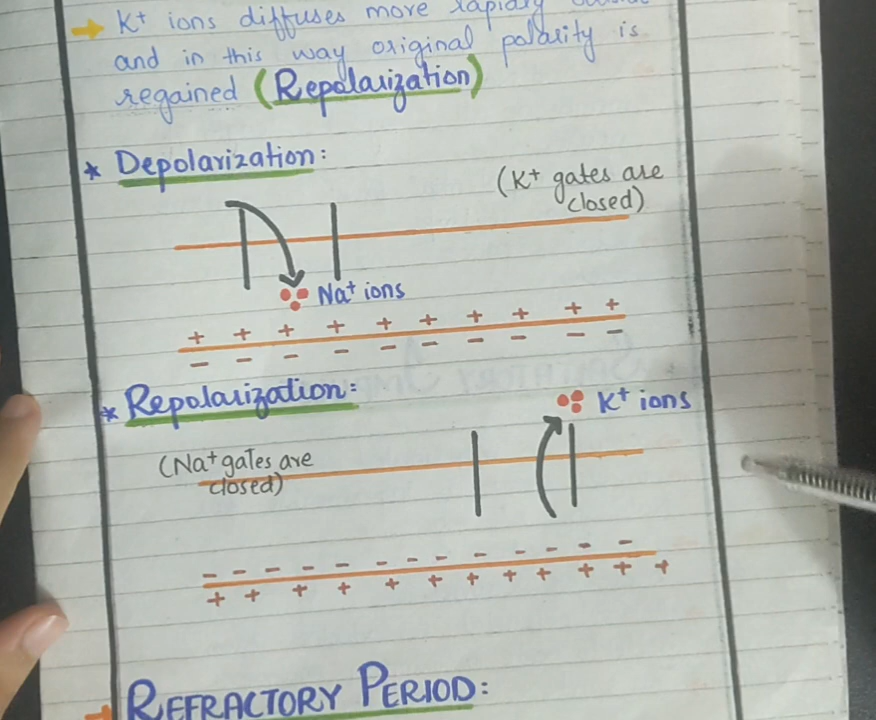 K⁺ ions diffuses more rapidly
and in this way original polarity is
regained (Repolarization)
* Depolarization:
(K⁺ gates are
closed)
Na⁺ ions
+ + + + + + + + + +
− − − − − − − − − −
* Repolarization:
K⁺ ions
(Na⁺ gates are
closed)
− − − − − − − − − − −
+ + + + + + + + + + +
REFRACTORY PERIOD: